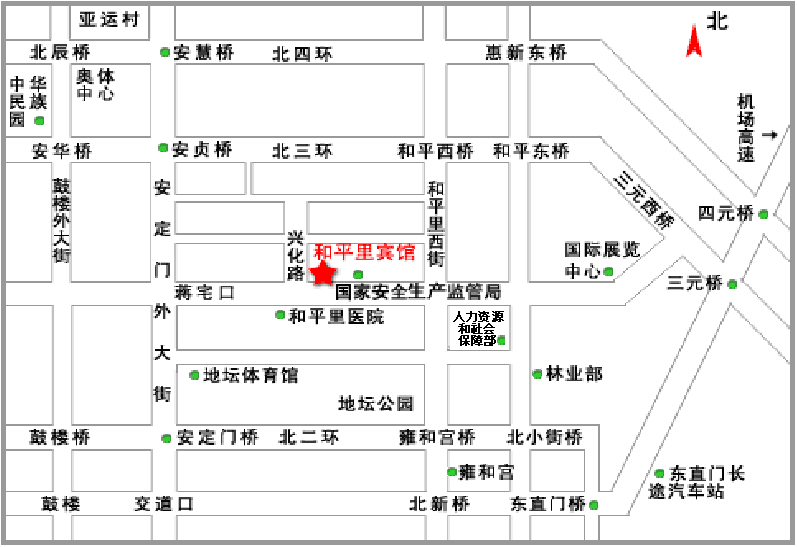 亚运村
北
北辰桥
安慧桥
北四环
惠新东桥
中华
民族
园
奥体
中心
机场高速
安华桥
安贞桥
北三环
和平西桥
和平东桥
鼓楼外大街
安定门外大街
和平里西街
三元西桥
四元桥
兴化路
和平里宾馆
国际展览
中心
三元桥
蒋宅口
国家安全生产监管局
和平里医院
人力资源
和社会
保障部
地坛体育馆
林业部
地坛公园
鼓楼桥
安定门桥
北二环
雍和宫桥
北小街桥
雍和宫
东直门长
途汽车站
鼓楼
交道口
北新桥
东直门桥